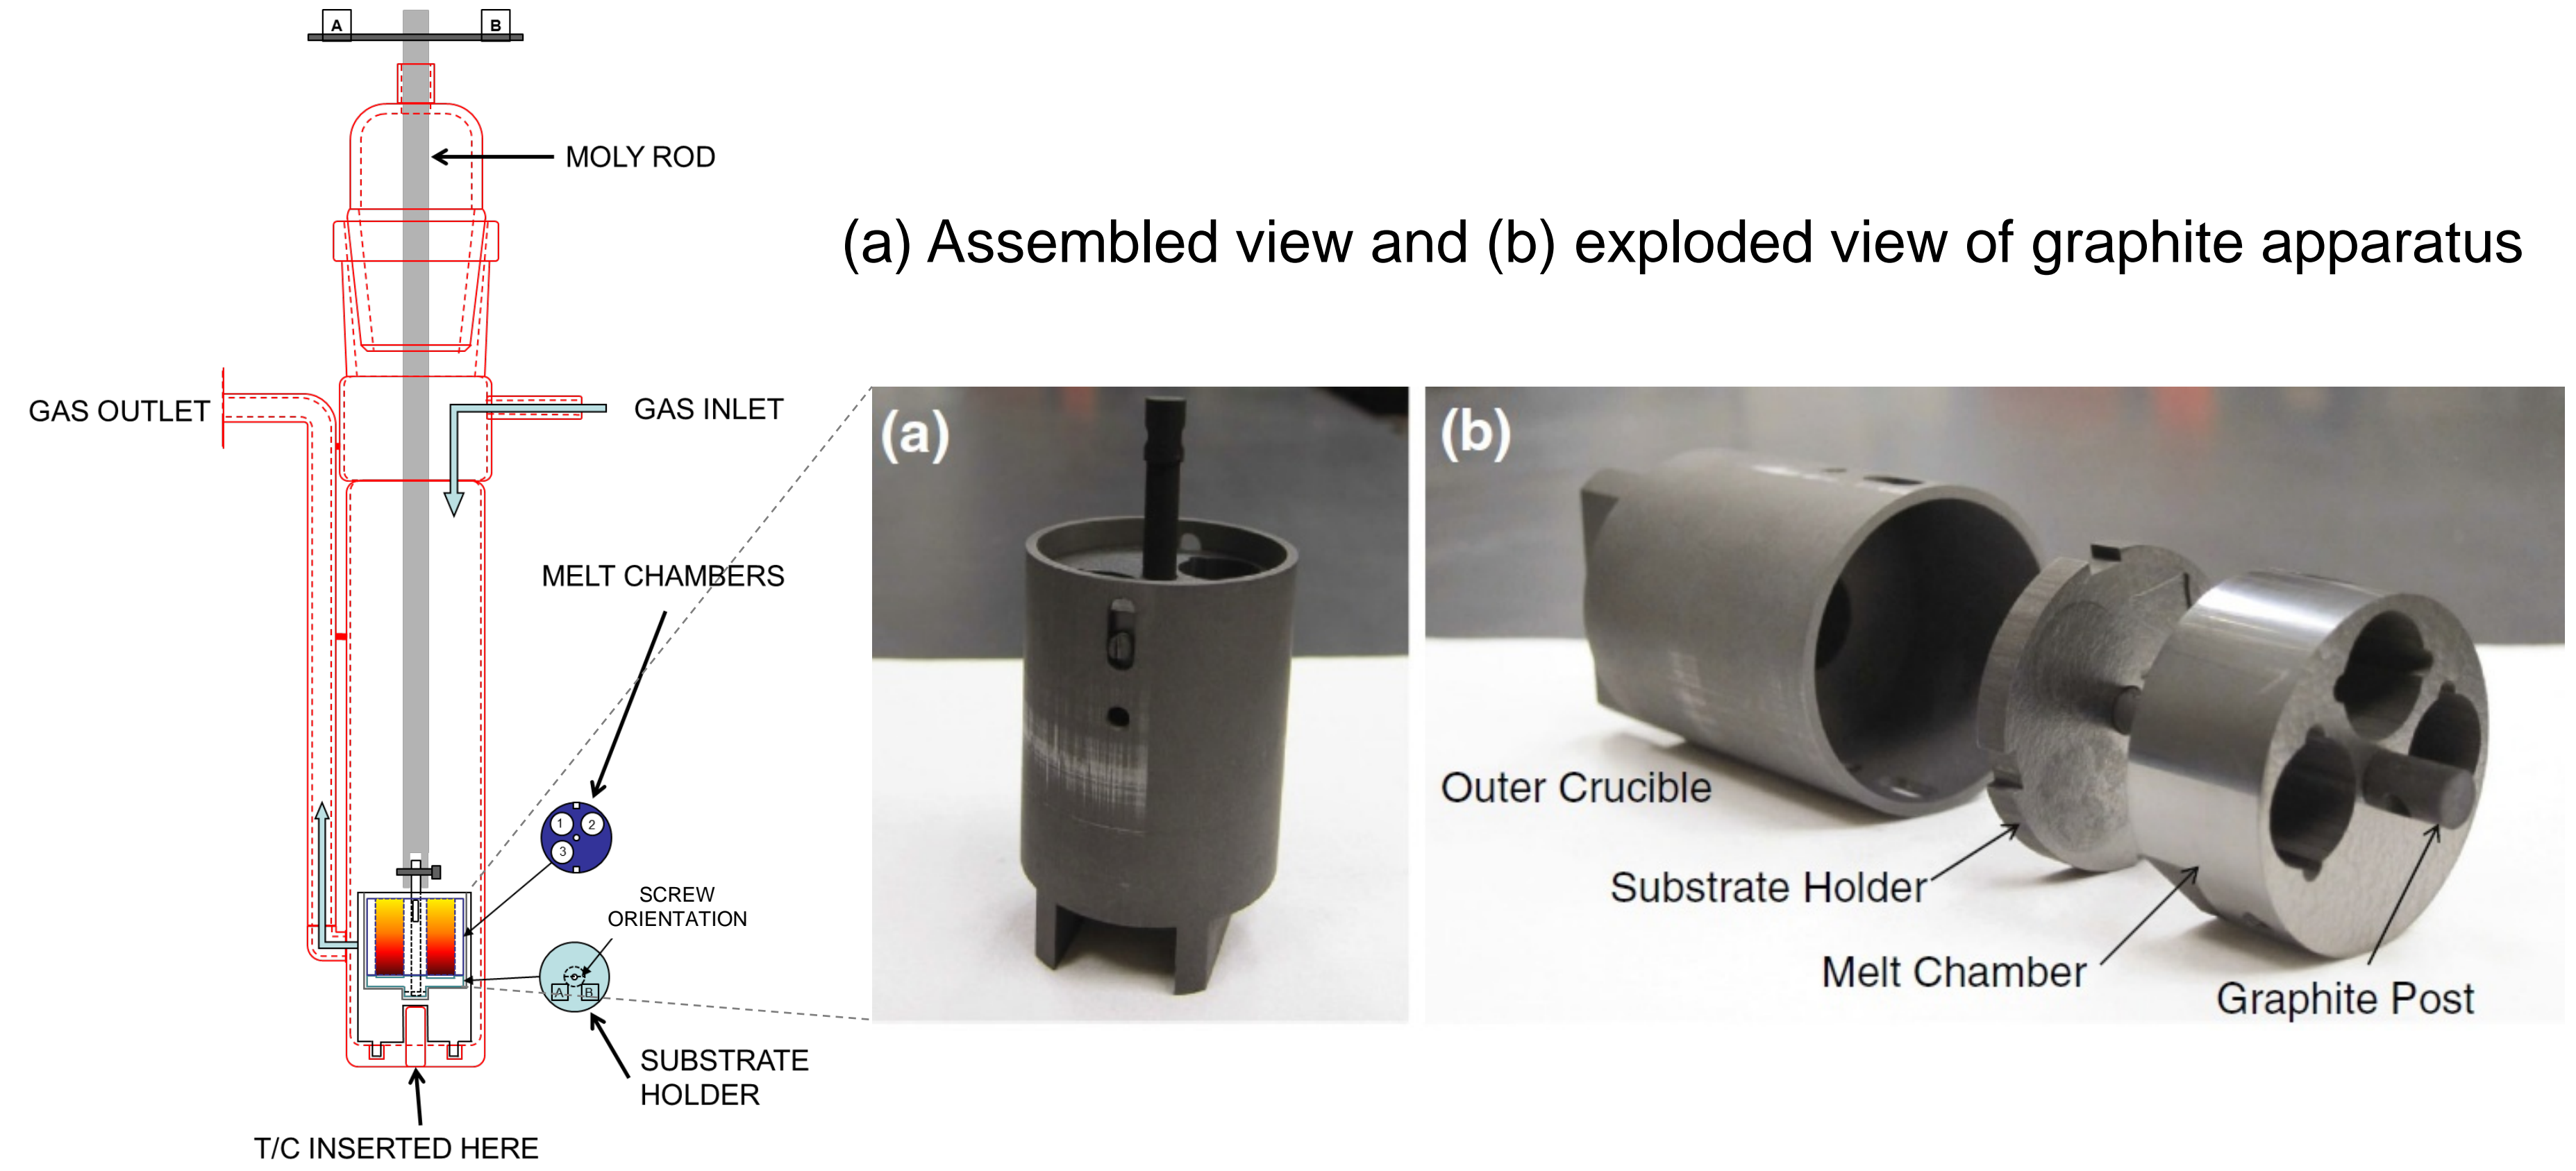 A
B
MOLY ROD
(a) Assembled view and (b) exploded view of graphite apparatus
GAS OUTLET
GAS INLET
(a)
(b)
MELT CHAMBERS
1
2
3
SCREW
ORIENTATION
A
B
SUBSTRATE
HOLDER
T/C INSERTED HERE
Outer Crucible
Substrate Holder
Melt Chamber
Graphite Post